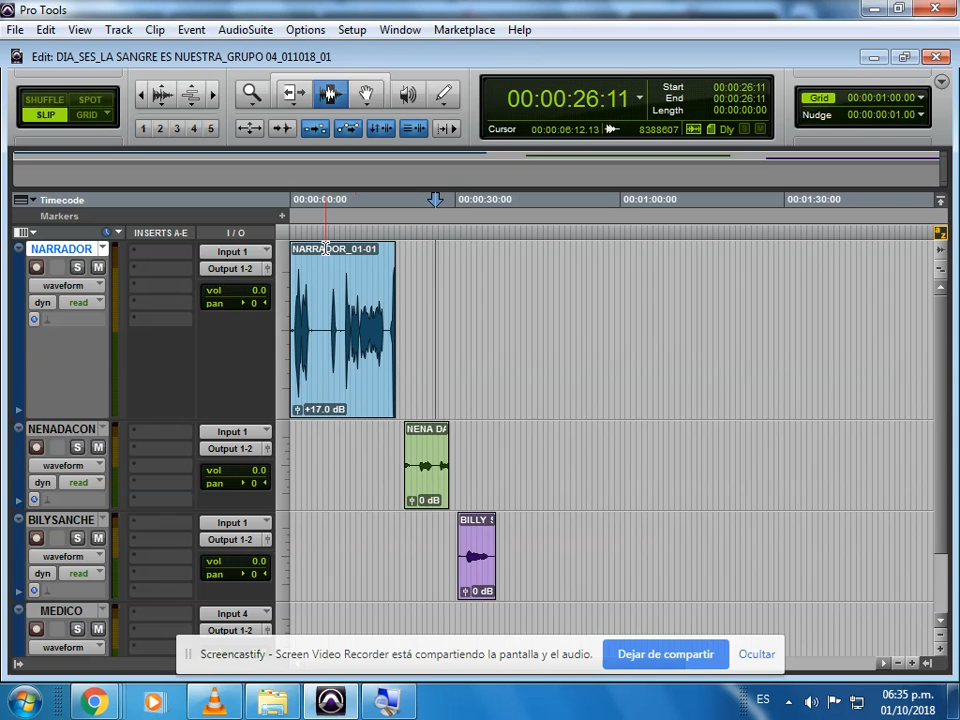 Pro Tools
File Edit View Track Clip Event AudioSuite Options Setup Window Marketplace Help
Edit: DIA_SES_LA SANGRE ES NUESTRA_GRUPO 04_011018_01
SHUFFLE SPOT
SLIP GRID
1 2 3 4 5
00:00:26:11
Start 00:00:26:11
End 00:00:26:11
Length 00:00:00:00
Cursor 00:00:06:12.13 8388607 Dly S M
Grid 00:00:01:00.00
Nudge 00:00:00:01.00
Timecode 00:00:00:00 00:00:30:00 00:01:00:00 00:01:30:00
Markers
INSERTS A-E I / O
a z
NARRADOR
S M
waveform
dyn read
Input 1
Output 1-2
vol 0.0
pan 0
NARRADOR_01-01
+17.0 dB
NENADACON
S M
waveform
dyn read
Input 1
Output 1-2
vol 0.0
pan 0
NENA DA
0 dB
BILYSANCHE
S M
waveform
dyn read
Input 1
Output 1-2
vol 0.0
pan 0
BILLY S
0 dB
MEDICO
S M
waveform
Input 4
Output 1-2
Screencastify - Screen Video Recorder está compartiendo la pantalla y el audio.
Dejar de compartir
Ocultar
ES
06:35 p.m.
01/10/2018